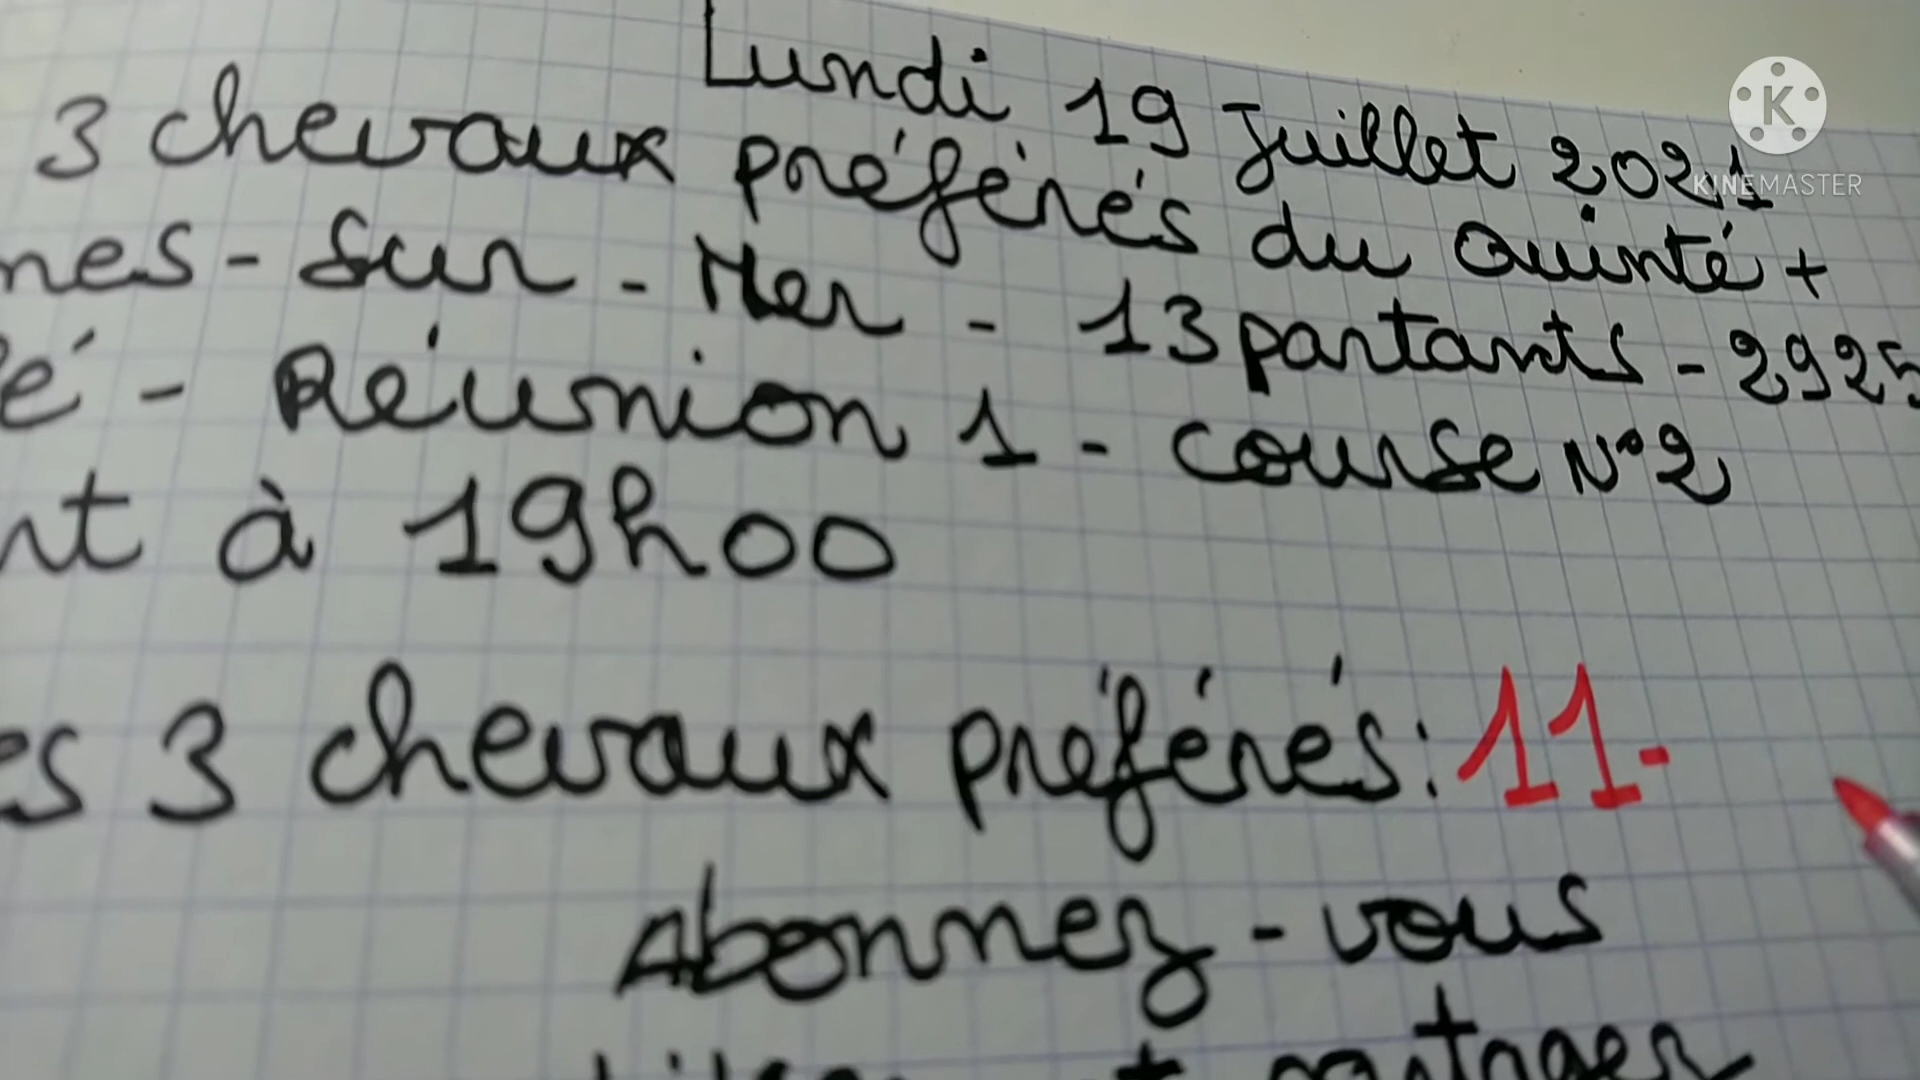 Lundi 19 Juillet 2021
3 chevaux préférés du Quinté +
nes - Sur - Mer - 13 partants - 2925
é - Réunion 1 - course N°2
nt à 19h00
es 3 chevaux préférés : 11-
Abonnez - vous
partager
K
KINEMASTER